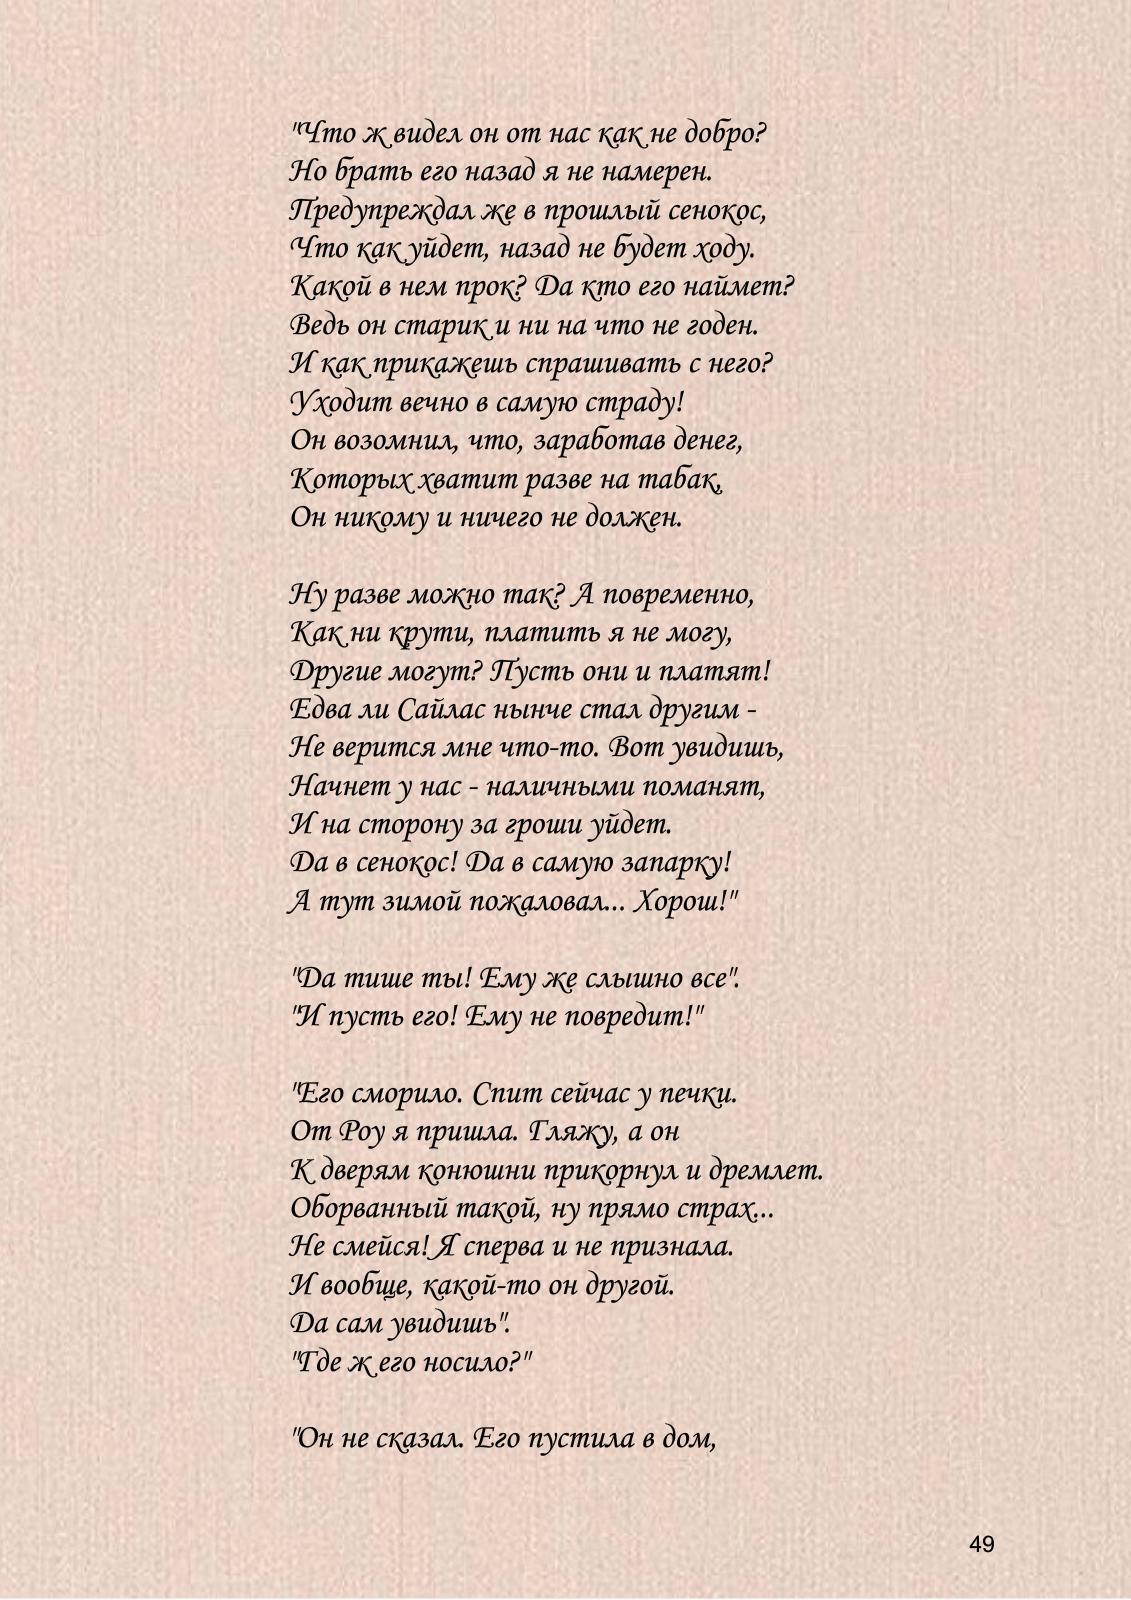 "Что ж видел он от нас как не добро?
Но брать его назад я не намерен.
Предупреждал же в прошлый сенокос,
Что как уйдет, назад не будет ходу.
Какой в нем прок? Да кто его наймет?
Ведь он старик и ни на что не годен.
И как прикажешь спрашивать с него?
Уходит вечно в самую страду!
Он возомнил, что, заработав денег,
Которых хватит разве на табак,
Он никому и ничего не должен.
Ну разве можно так? А повременно,
Как ни крути, платить я не могу,
Другие могут? Пусть они и платят!
Едва ли Сайлас нынче стал другим -
Не верится мне что-то. Вот увидишь,
Начнет у нас - наличными поманят,
И на сторону за гроши уйдет.
Да в сенокос! Да в самую запарку!
А тут зимой пожаловал... Хорош!"
"Да тише ты! Ему же слышно все".
"И пусть его! Ему не повредит!"
"Его сморило. Спит сейчас у печки.
От Роу я пришла. Гляжу, а он
К дверям конюшни прикорнул и дремлет.
Оборванный такой, ну прямо страх...
Не смейся! Я сперва и не признала.
И вообще, какой-то он другой.
Да сам увидишь".
"Где ж его носило?"
"Он не сказал. Его пустила в дом,
49